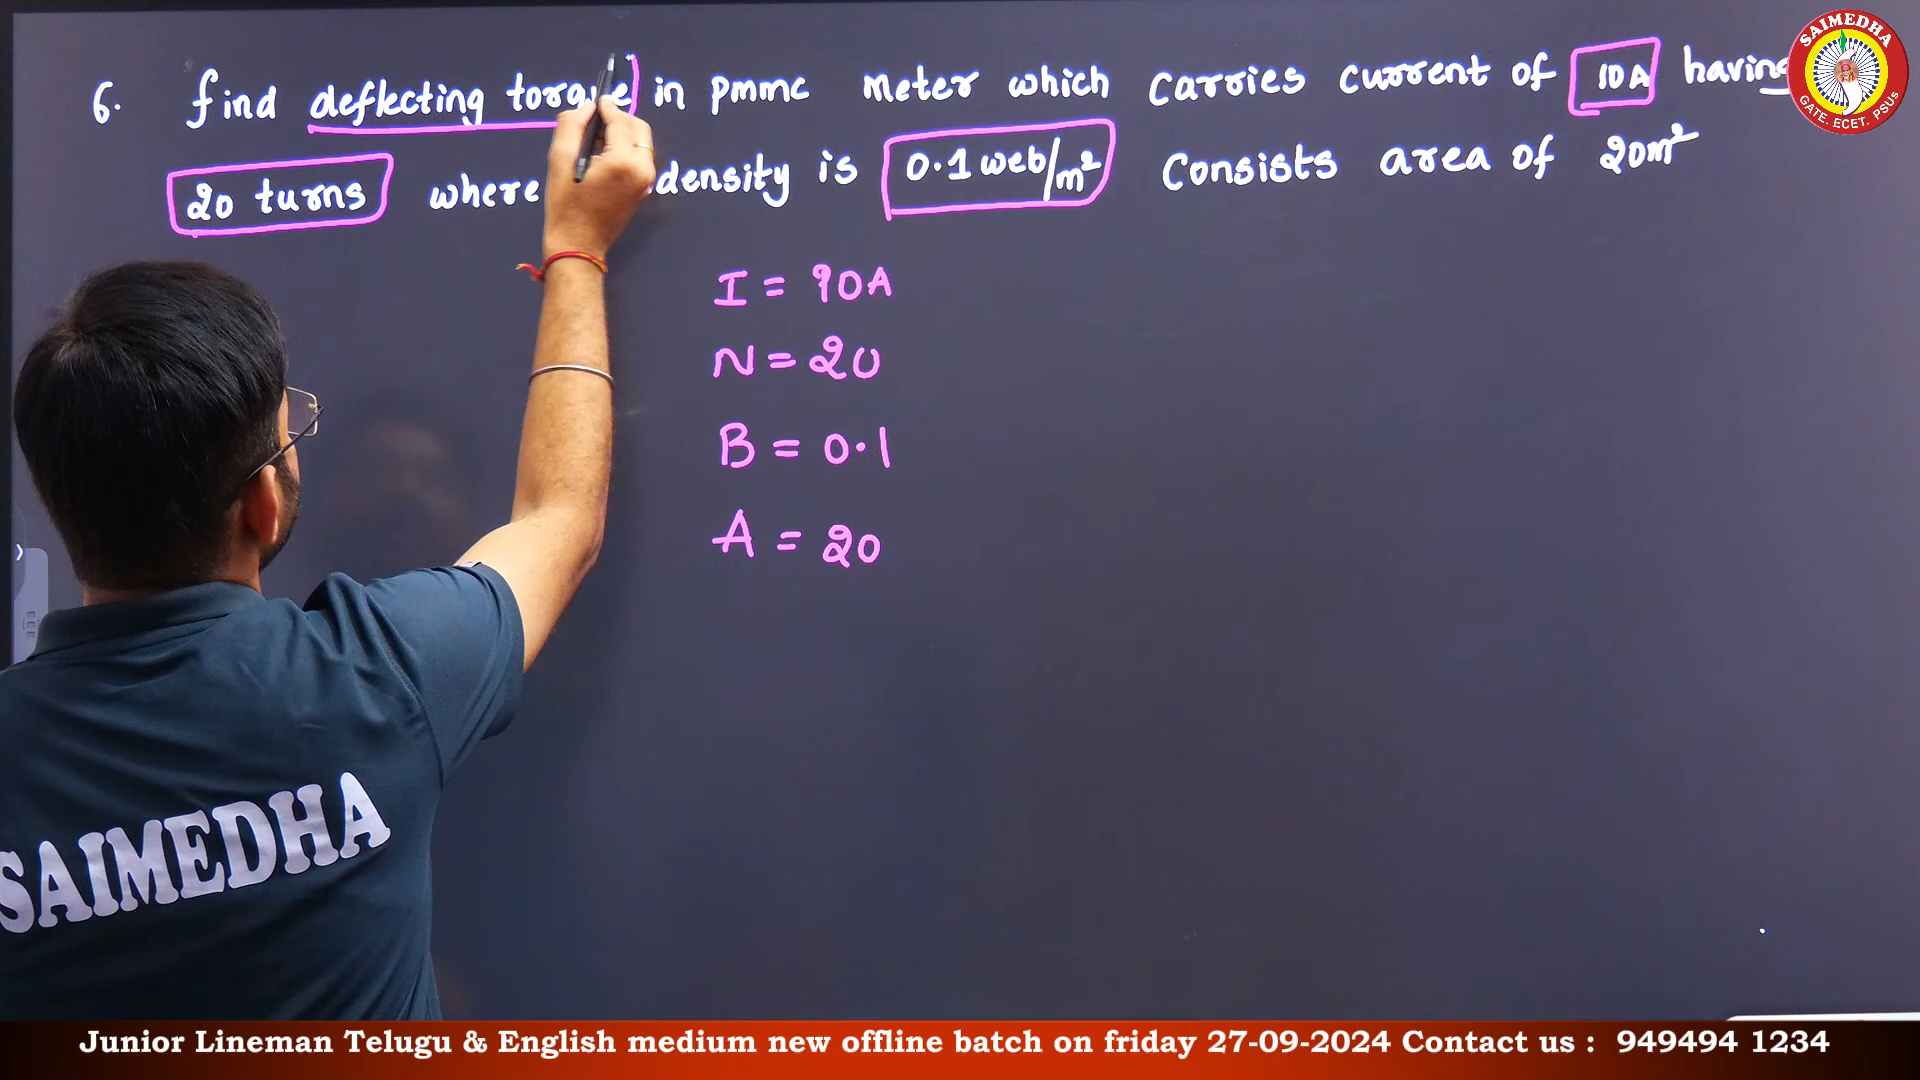 6. find deflecting torque in PMMC Meter which carries current of 10A having
20 turns where density is 0.1 web/m² Consists area of 20m²
I = 10A
N = 20
B = 0.1
A = 20
SAIMEDHA
SAIMEDHA
GATE. ECET. PSUs
Junior Lineman Telugu & English medium new offline batch on friday 27-09-2024 Contact us : 949494 1234